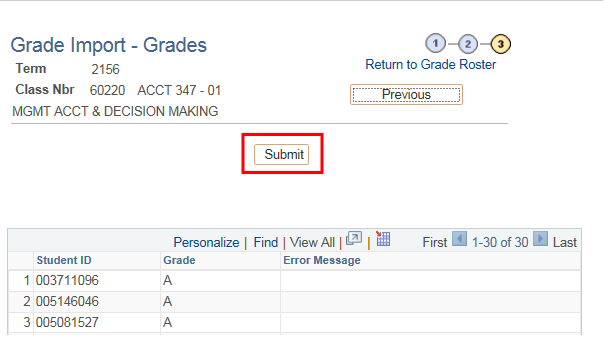 Grade Import - Grades
1 2 3
Term 2156
Return to Grade Roster
Class Nbr 60220 ACCT 347 - 01
Previous
MGMT ACCT & DECISION MAKING
Submit
Personalize | Find | View All | | First 1-30 of 30 Last
Student ID Grade Error Message
1 003711096 A
2 005146046 A
3 005081527 A